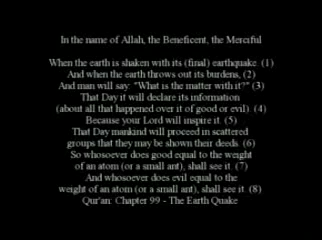 In the name of Allah, the Beneficent, the Merciful
When the earth is shaken with its (final) earthquake. (1)
And when the earth throws out its burdens, (2)
And man will say: "What is the matter with it?" (3)
That Day it will declare its information
(about all that happened over it of good or evil). (4)
Because your Lord will inspire it. (5)
That Day mankind will proceed in scattered
groups that they may be shown their deeds. (6)
So whosoever does good equal to the weight
of an atom (or a small ant), shall see it. (7)
And whosoever does evil equal to the
weight of an atom (or a small ant), shall see it. (8)
Qur'an: Chapter 99 - The Earth Quake